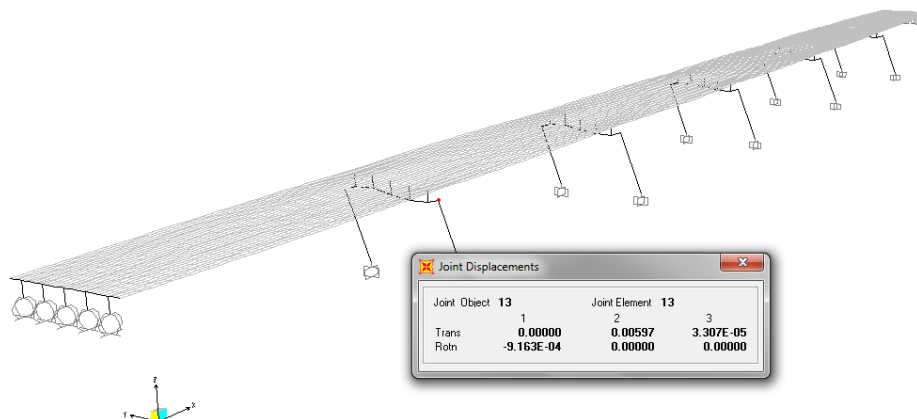 Joint Displacements
Joint Object 13 Joint Element 13
1 2 3
Trans 0.00000 0.00597 3.307E-05
Rotn -9.163E-04 0.00000 0.00000